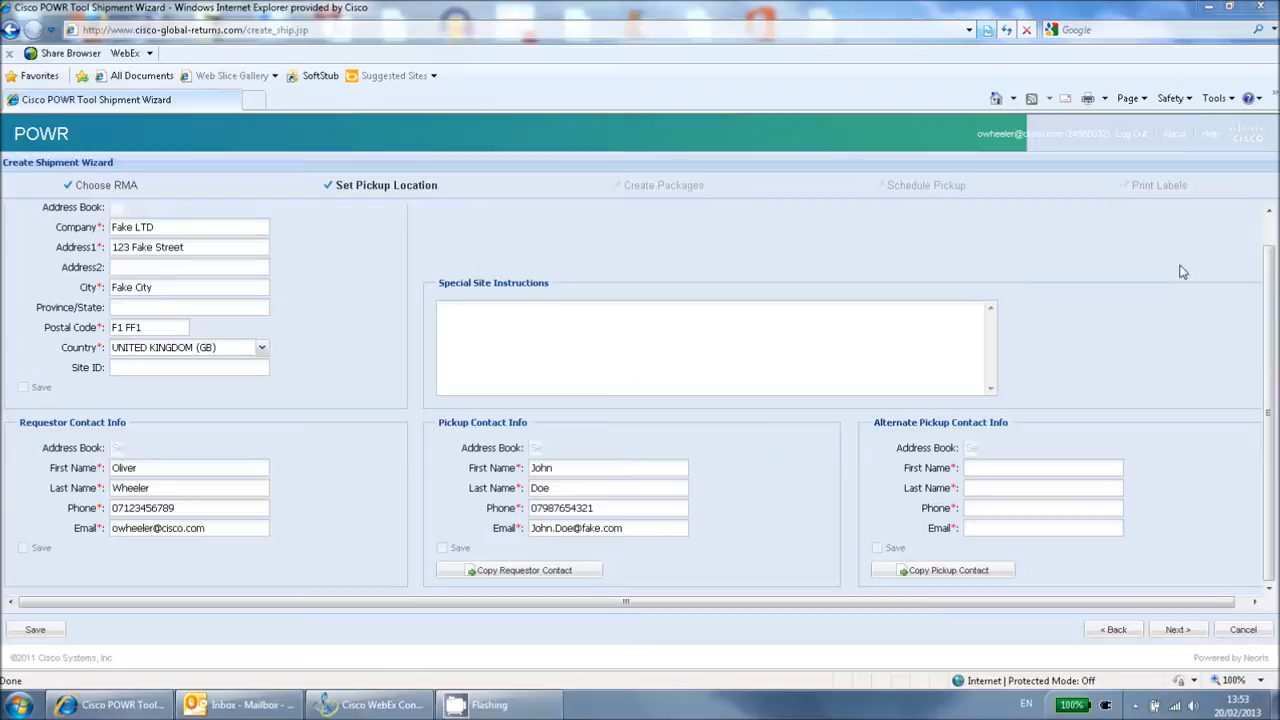 Cisco POWR Tool Shipment Wizard - Windows Internet Explorer provided by Cisco
http://www.cisco-global-returns.com/create_ship.jsp
Google
Share Browser WebEx
Favorites All Documents Web Slice Gallery SoftStub Suggested Sites
Cisco POWR Tool Shipment Wizard
Page Safety Tools
POWR
Log Out About Help
CISCO
Create Shipment Wizard
Choose RMA Set Pickup Location Create Packages Schedule Pickup Print Labels
Address Book:
Company*: Fake LTD
Address1*: 123 Fake Street
Address2:
City*: Fake City
Province/State:
Postal Code*: F1 FF1
Country*: UNITED KINGDOM (GB)
Site ID:
Save
Special Site Instructions
Requestor Contact Info
Address Book: Se
First Name*: Oliver
Last Name*: Wheeler
Phone*: 07123456789
Email*: owheeler@cisco.com
Save
Pickup Contact Info
Address Book: Se
First Name*: John
Last Name*: Doe
Phone*: 07987654321
Email*: John.Doe@fake.com
Save
Copy Requestor Contact
Alternate Pickup Contact Info
Address Book: Se
First Name*:
Last Name*:
Phone*:
Email*:
Save
Copy Pickup Contact
Save < Back Next > Cancel
©2011 Cisco Systems, Inc Powered by Neoris
Done Internet | Protected Mode: Off 100%
Cisco POWR Tool... Inbox - Mailbox - ... Cisco WebEx Con... Flashing EN 100% 13:53
20/02/2013